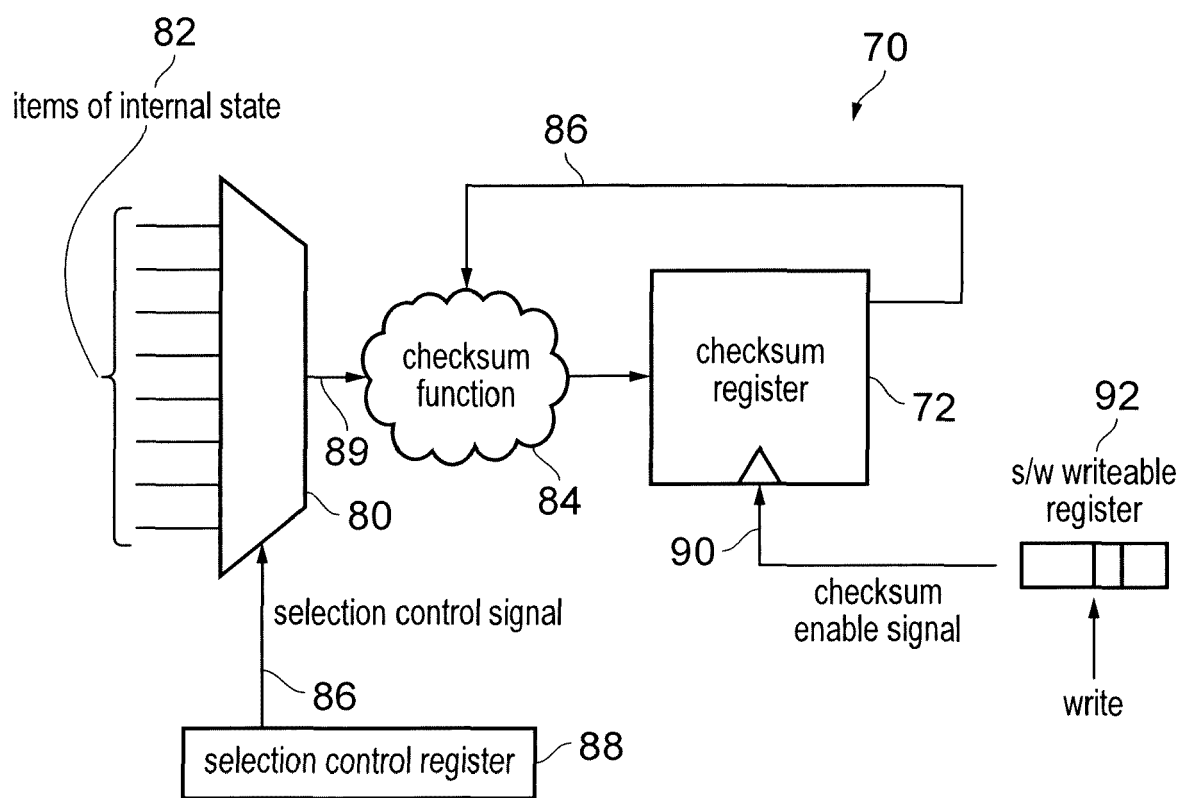 82
items of internal state
70
86
checksum
function
checksum
register
89
84
72
80
92
s/w writeable
register
90
checksum
enable signal
write
selection control signal
86
selection control register
88